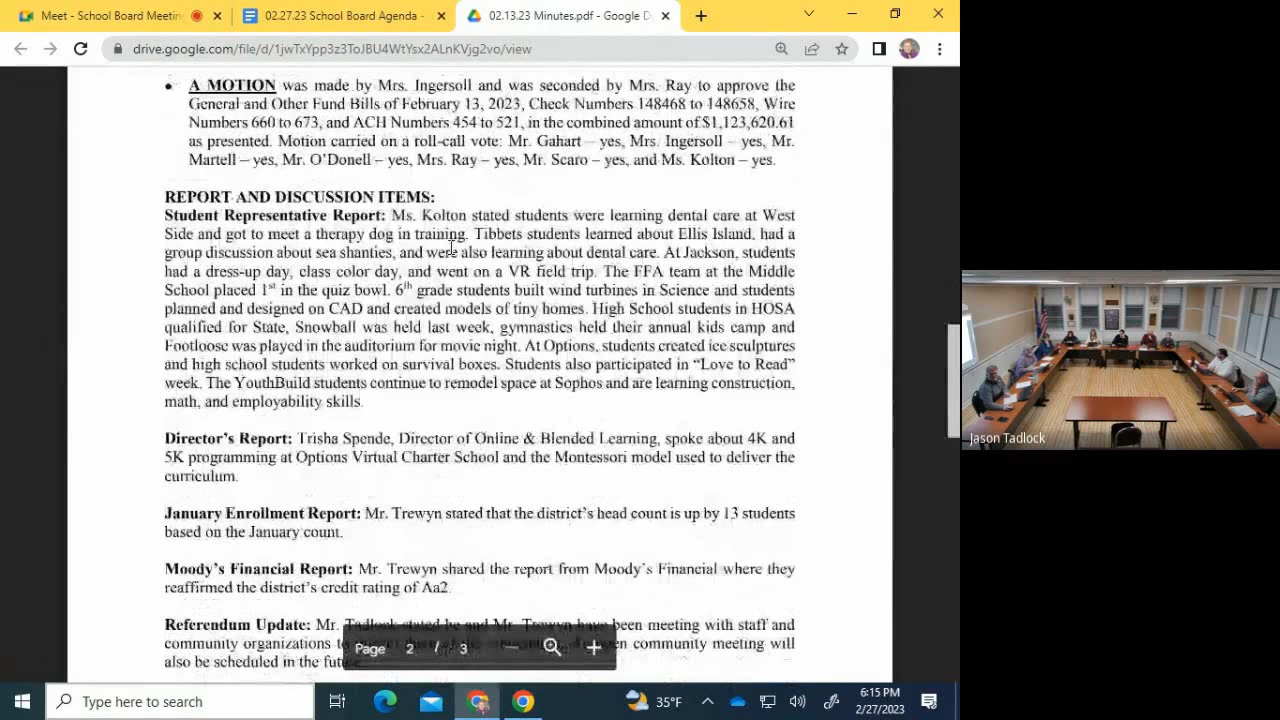 Meet - School Board Meetin
02.27.23 School Board Agenda -
02.13.23 Minutes.pdf - Google D
drive.google.com/file/d/1jwTxYpp3z3ToJBU4WtYsx2ALnKVjg2vo/view
• A MOTION was made by Mrs. Ingersoll and was seconded by Mrs. Ray to approve the
General and Other Fund Bills of February 13, 2023, Check Numbers 148468 to 148658, Wire
Numbers 660 to 673, and ACH Numbers 454 to 521, in the combined amount of $1,123,620.61
as presented. Motion carried on a roll-call vote: Mr. Gahart – yes, Mrs. Ingersoll – yes, Mr.
Martell – yes, Mr. O'Donell – yes, Mrs. Ray – yes, Mr. Scaro – yes, and Ms. Kolton – yes.
REPORT AND DISCUSSION ITEMS:
Student Representative Report: Ms. Kolton stated students were learning dental care at West
Side and got to meet a therapy dog in training. Tibbets students learned about Ellis Island, had a
group discussion about sea shanties, and were also learning about dental care. At Jackson, students
had a dress-up day, class color day, and went on a VR field trip. The FFA team at the Middle
School placed 1st in the quiz bowl. 6th grade students built wind turbines in Science and students
planned and designed on CAD and created models of tiny homes. High School students in HOSA
qualified for State, Snowball was held last week, gymnastics held their annual kids camp and
Footloose was played in the auditorium for movie night. At Options, students created ice sculptures
and high school students worked on survival boxes. Students also participated in "Love to Read"
week. The YouthBuild students continue to remodel space at Sophos and are learning construction,
math, and employability skills.
Director's Report: Trisha Spende, Director of Online & Blended Learning, spoke about 4K and
5K programming at Options Virtual Charter School and the Montessori model used to deliver the
curriculum.
January Enrollment Report: Mr. Trewyn stated that the district's head count is up by 13 students
based on the January count.
Moody's Financial Report: Mr. Trewyn shared the report from Moody's Financial where they
reaffirmed the district's credit rating of Aa2.
Referendum Update: Mr. Tadlock stated he and Mr. Trewyn have been meeting with staff and
community organizations to
en community meeting will
also be scheduled in the future
Page 2 / 3
Jason Tadlock
Type here to search
35°F
6:15 PM
2/27/2023